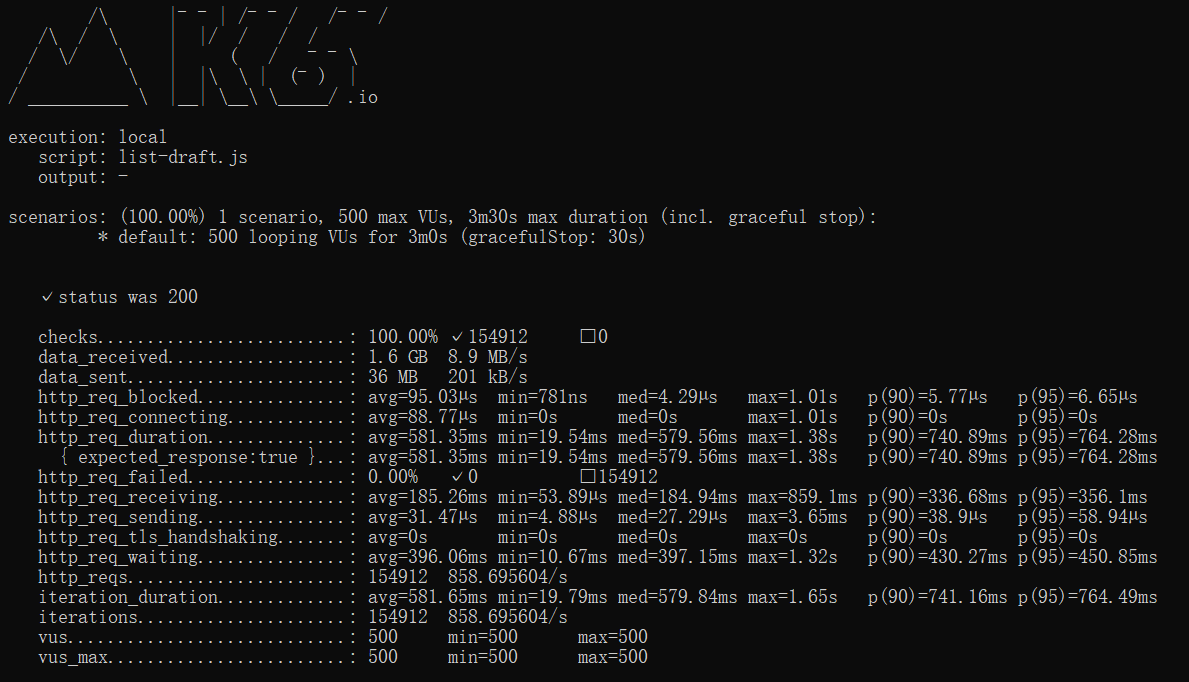 .io
execution: local
script: list-draft.js
output: -
scenarios: (100.00%) 1 scenario, 500 max VUs, 3m30s max duration (incl. graceful stop):
* default: 500 looping VUs for 3m0s (gracefulStop: 30s)
✓ status was 200
checks.........................: 100.00% ✓ 154912 □0
data_received..................: 1.6 GB 8.9 MB/s
data_sent......................: 36 MB 201 kB/s
http_req_blocked...............: avg=95.03µs min=781ns med=4.29µs max=1.01s p(90)=5.77µs p(95)=6.65µs
http_req_connecting............: avg=88.77µs min=0s med=0s max=1.01s p(90)=0s p(95)=0s
http_req_duration..............: avg=581.35ms min=19.54ms med=579.56ms max=1.38s p(90)=740.89ms p(95)=764.28ms
{ expected_response:true }...: avg=581.35ms min=19.54ms med=579.56ms max=1.38s p(90)=740.89ms p(95)=764.28ms
http_req_failed................: 0.00% ✓ 0 □154912
http_req_receiving.............: avg=185.26ms min=53.89µs med=184.94ms max=859.1ms p(90)=336.68ms p(95)=356.1ms
http_req_sending...............: avg=31.47µs min=4.88µs med=27.29µs max=3.65ms p(90)=38.9µs p(95)=58.94µs
http_req_tls_handshaking.......: avg=0s min=0s med=0s max=0s p(90)=0s p(95)=0s
http_req_waiting...............: avg=396.06ms min=10.67ms med=397.15ms max=1.32s p(90)=430.27ms p(95)=450.85ms
http_reqs......................: 154912 858.695604/s
iteration_duration.............: avg=581.65ms min=19.79ms med=579.84ms max=1.65s p(90)=741.16ms p(95)=764.49ms
iterations.....................: 154912 858.695604/s
vus............................: 500 min=500 max=500
vus_max........................: 500 min=500 max=500